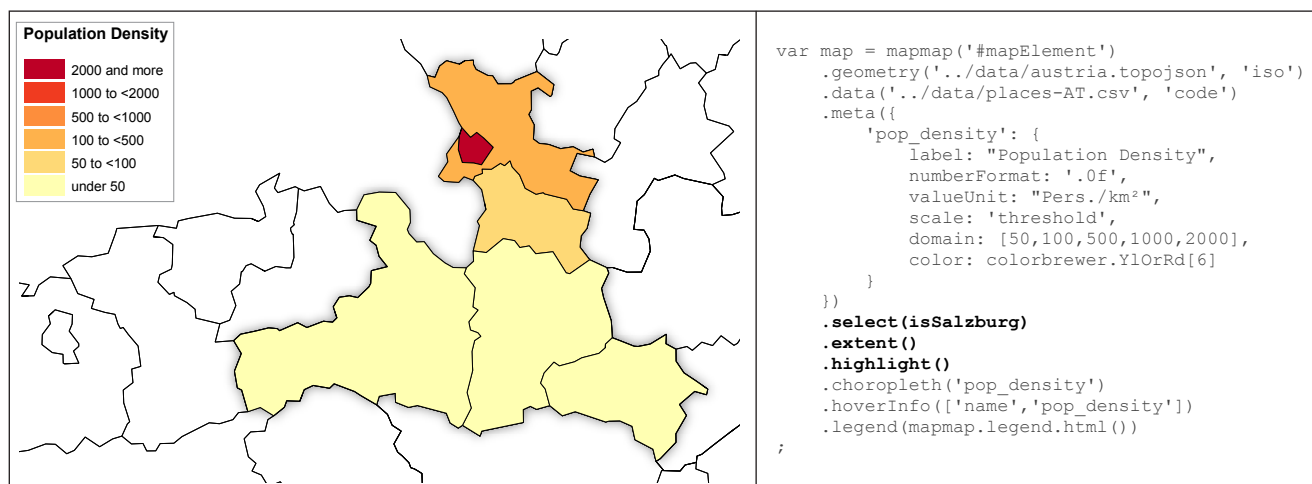 Population Density
2000 and more
1000 to <2000
500 to <1000
100 to <500
50 to <100
under 50
var map = mapmap('#mapElement')
    .geometry('../data/austria.topojson', 'iso')
    .data('../data/places-AT.csv', 'code')
    .meta({
        'pop_density': {
            label: "Population Density",
            numberFormat: '.0f',
            valueUnit: "Pers./km²",
            scale: 'threshold',
            domain: [50,100,500,1000,2000],
            color: colorbrewer.YlOrRd[6]
        }
    })
    .select(isSalzburg)
    .extent()
    .highlight()
    .choropleth('pop_density')
    .hoverInfo(['name','pop_density'])
    .legend(mapmap.legend.html())
;